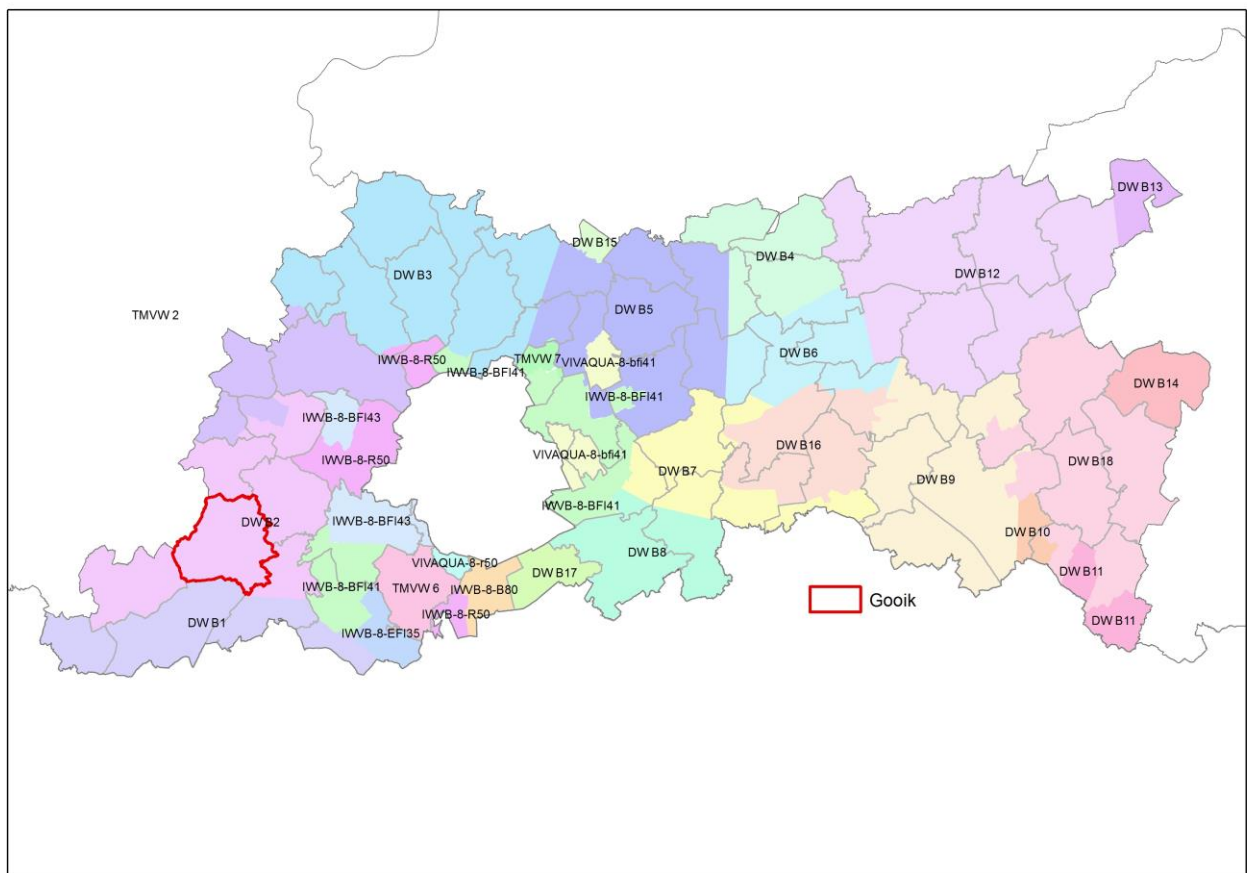 DW B13
DW B15
DW B4
DW B3
DW B12
DW B5
TMVW 2
IWVB-8-R50
TMVW 7
VIVAQUA-8-bfi41
DW B6
IWVB-8-BFI41
DW B14
IWVB-8-BFI41
IWVB-8-BFI43
DW B16
IWVB-8-R50
VIVAQUA-8-bfi41
DW B18
DW B7
DW B9
IWVB-8-BFI41
DW B2
IWVB-8-BFI43
DW B10
DW B8
VIVAQUA-8-r50
DW B11
DW B17
IWVB-8-BFI41
TMVW 6
IWVB-8-B80
Gooik
IWVB-8-R50
DW B11
DW B1
IWVB-8-EFI35